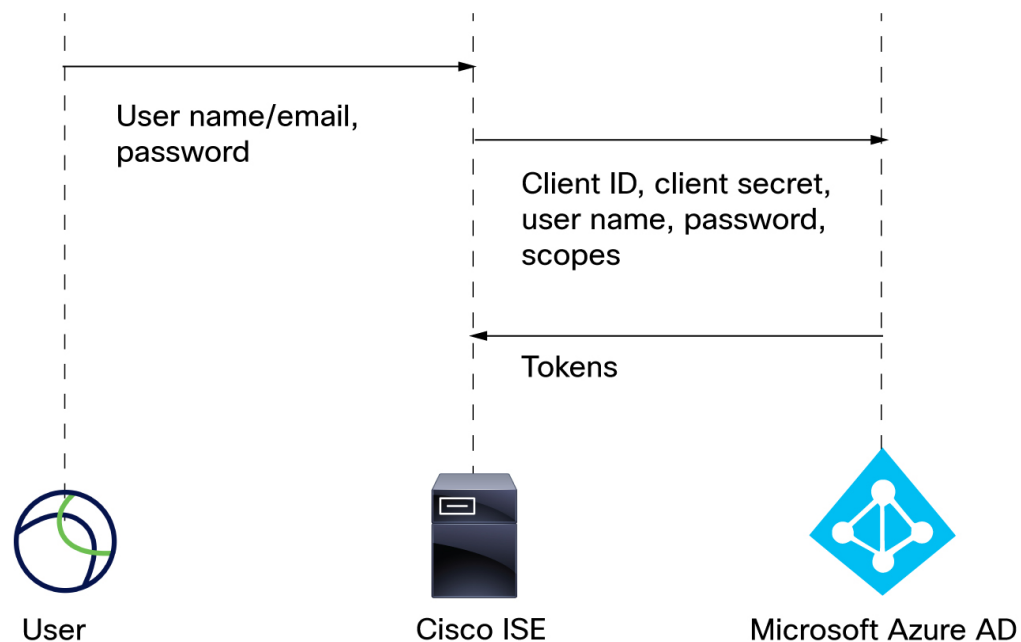 User name/email,
password
Client ID, client secret,
user name, password,
scopes
Tokens
User
Cisco ISE
Microsoft Azure AD